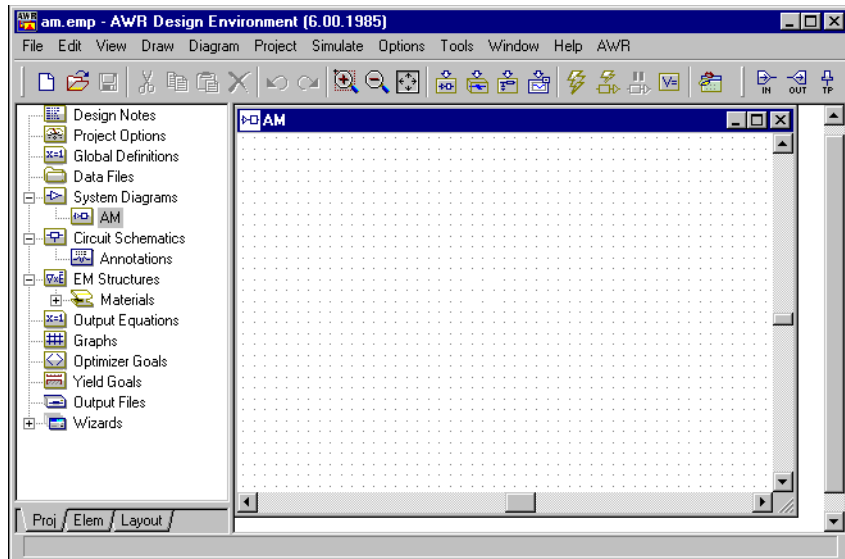 am.emp - AWR Design Environment (6.00.1985)
File Edit View Draw Diagram Project Simulate Options Tools Window Help AWR
V= IN OUT TP
Design Notes
Project Options
X=1 Global Definitions
Data Files
System Diagrams
AM
Circuit Schematics
Annotations
EM Structures
Materials
X=1 Output Equations
Graphs
Optimizer Goals
Yield Goals
Output Files
Wizards
Proj Elem Layout
AM